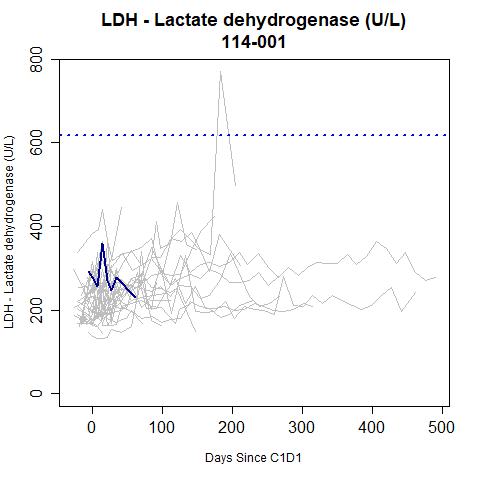 LDH - Lactate dehydrogenase (U/L)
114-001
LDH - Lactate dehydrogenase (U/L)
800
600
400
200
0
0 100 200 300 400 500
Days Since C1D1